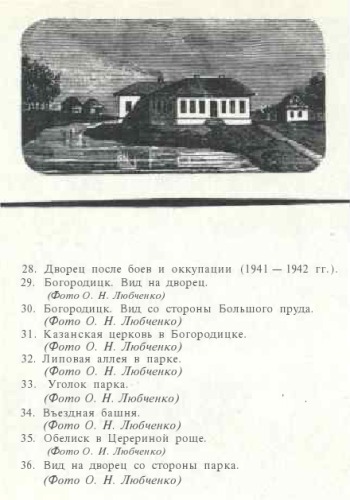 28. Дворец после боев и оккупации (1941 — 1942 гг.).
29. Богородицк. Вид на дворец.
(Фото О. Н. Любченко)
30. Богородицк. Вид со стороны Большого пруда.
(Фото О. Н. Любченко)
31. Казанская церковь в Богородицке.
(Фото О. Н. Любченко)
32. Липовая аллея в парке.
(Фото О. Н. Любченко)
33. Уголок парка.
(Фото О. Н. Любченко)
34. Въездная башня.
(Фото О. Н. Любченко)
35. Обелиск в Церериной роще.
(Фото О. И. Любченко)
36. Вид на дворец со стороны парка.
(Фото О. Н. Любченко)